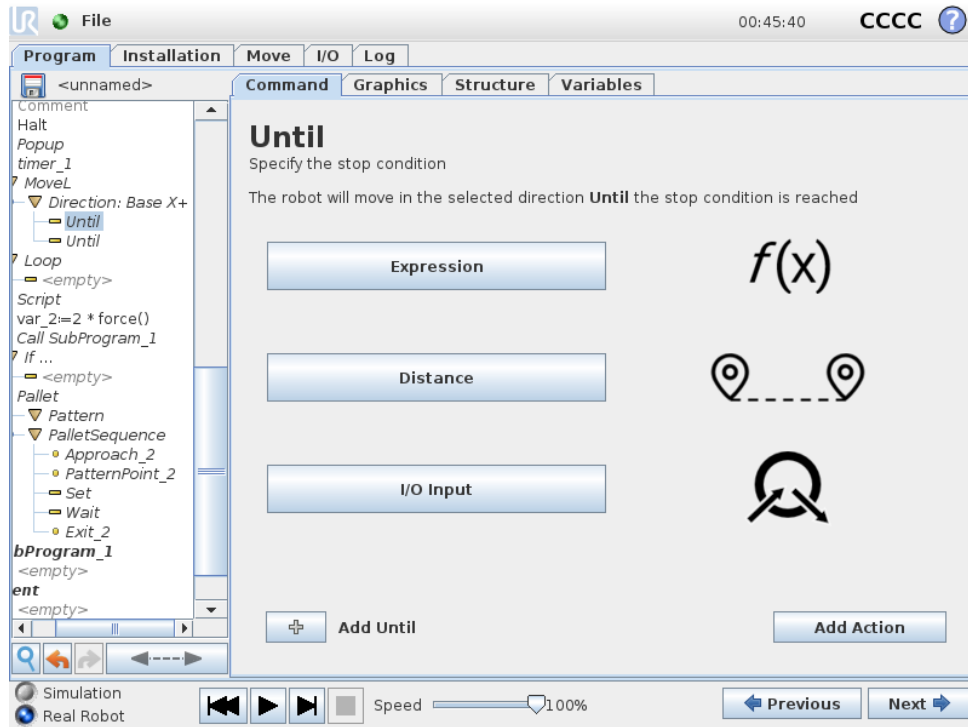 UR File 00:45:40 CCCC ?
Program Installation Move I/O Log
<unnamed> Command Graphics Structure Variables
Comment
Halt
Popup
timer_1
MoveL
Direction: Base X+
Until
Until
Loop
<empty>
Script
var_2:=2 * force()
Call SubProgram_1
If ...
<empty>
Pallet
Pattern
PalletSequence
Approach_2
PatternPoint_2
Set
Wait
Exit_2
bProgram_1
<empty>
ent
<empty>
Until
Specify the stop condition
The robot will move in the selected direction Until the stop condition is reached
Expression f(x)
Distance
I/O Input
Add Until Add Action
Simulation
Real Robot
Speed 100% Previous Next